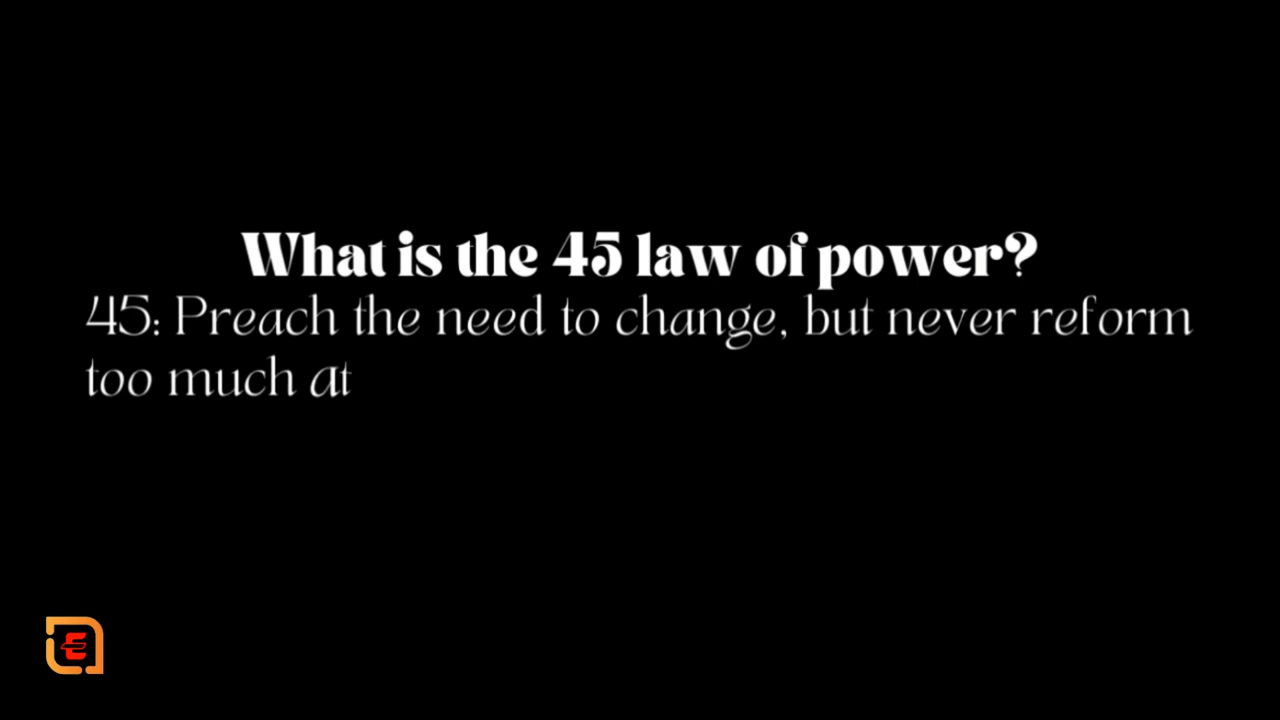 What is the 45 law of power?
45: Preach the need to change, but never reform
too much at
E